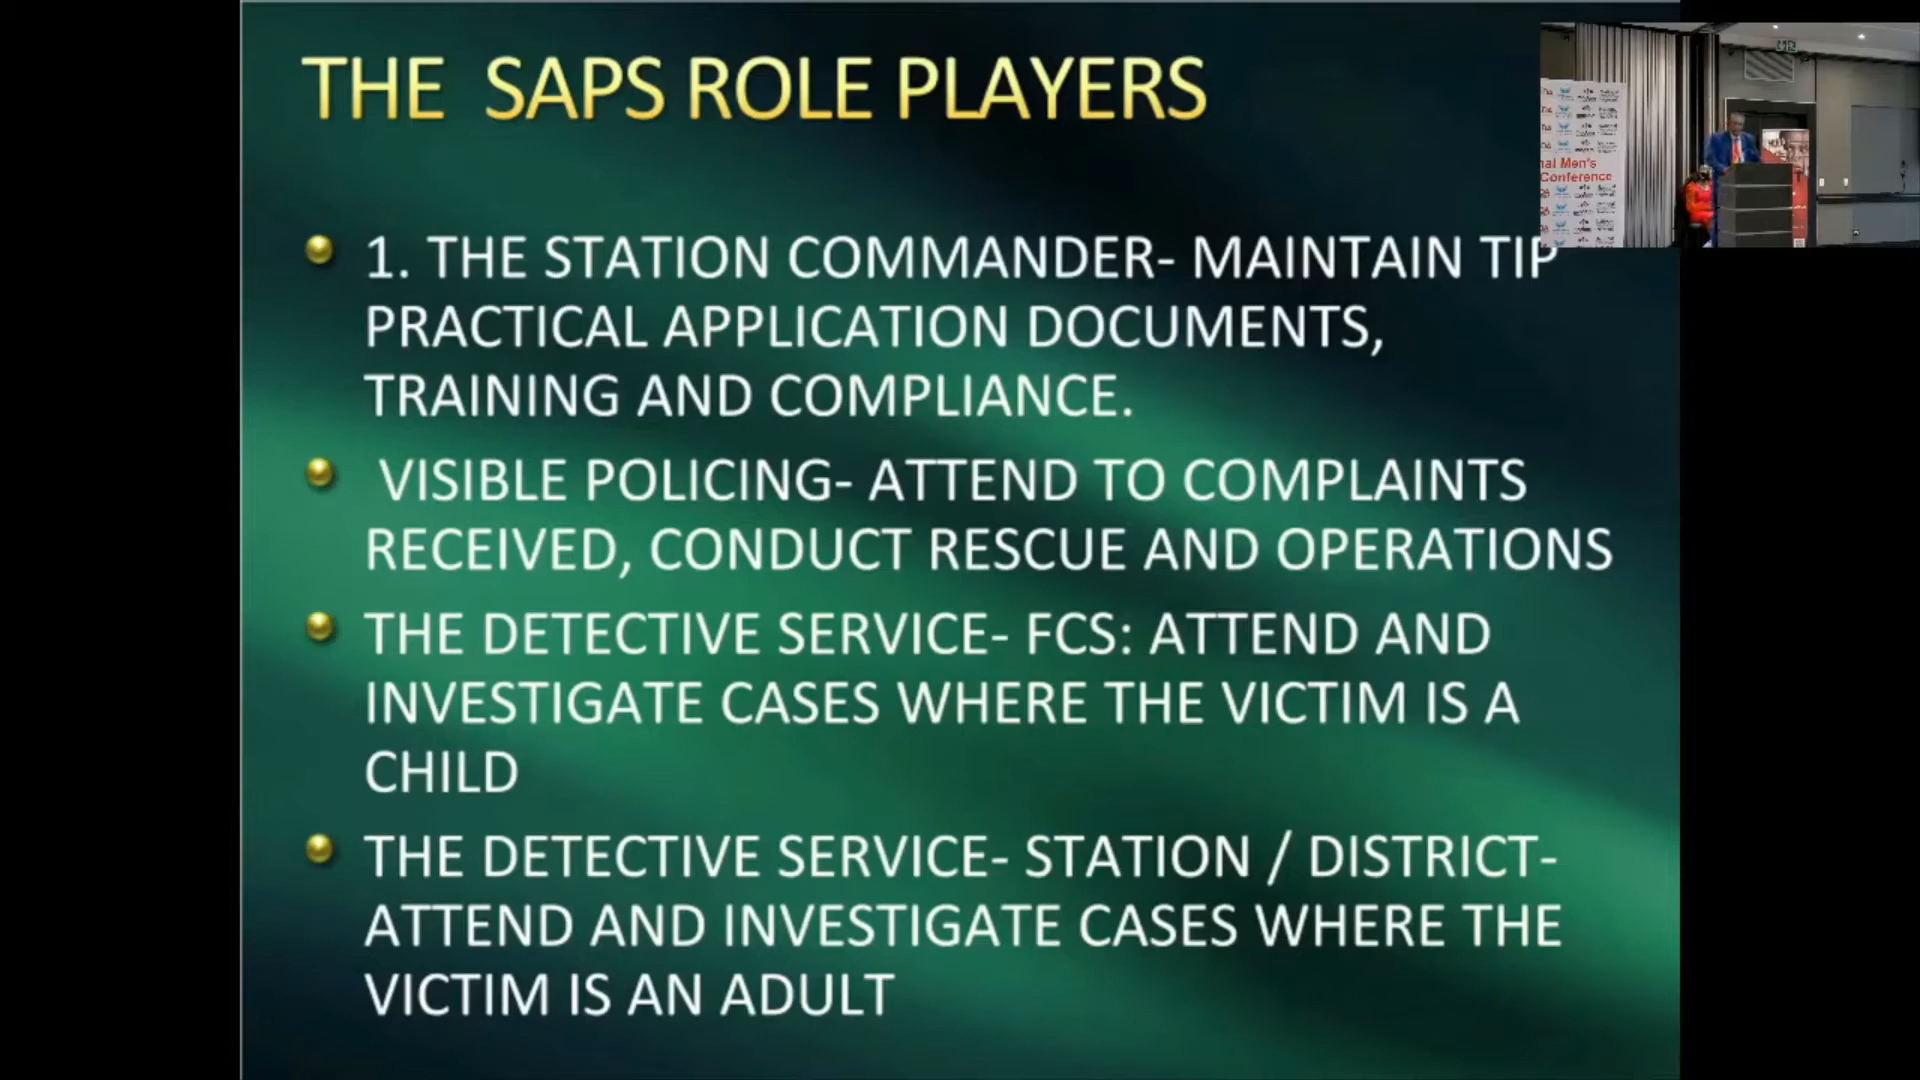 THE SAPS ROLE PLAYERS
1. THE STATION COMMANDER- MAINTAIN TIP
PRACTICAL APPLICATION DOCUMENTS,
TRAINING AND COMPLIANCE.
VISIBLE POLICING- ATTEND TO COMPLAINTS
RECEIVED, CONDUCT RESCUE AND OPERATIONS
THE DETECTIVE SERVICE- FCS: ATTEND AND
INVESTIGATE CASES WHERE THE VICTIM IS A
CHILD
THE DETECTIVE SERVICE- STATION / DISTRICT-
ATTEND AND INVESTIGATE CASES WHERE THE
VICTIM IS AN ADULT
nal Men's
Conference